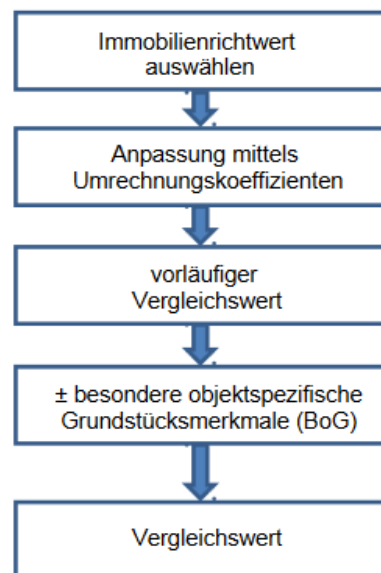 Immobilienrichtwert
auswählen
Anpassung mittels
Umrechnungskoeffizienten
vorläufiger
Vergleichswert
± besondere objektspezifische
Grundstücksmerkmale (BoG)
Vergleichswert